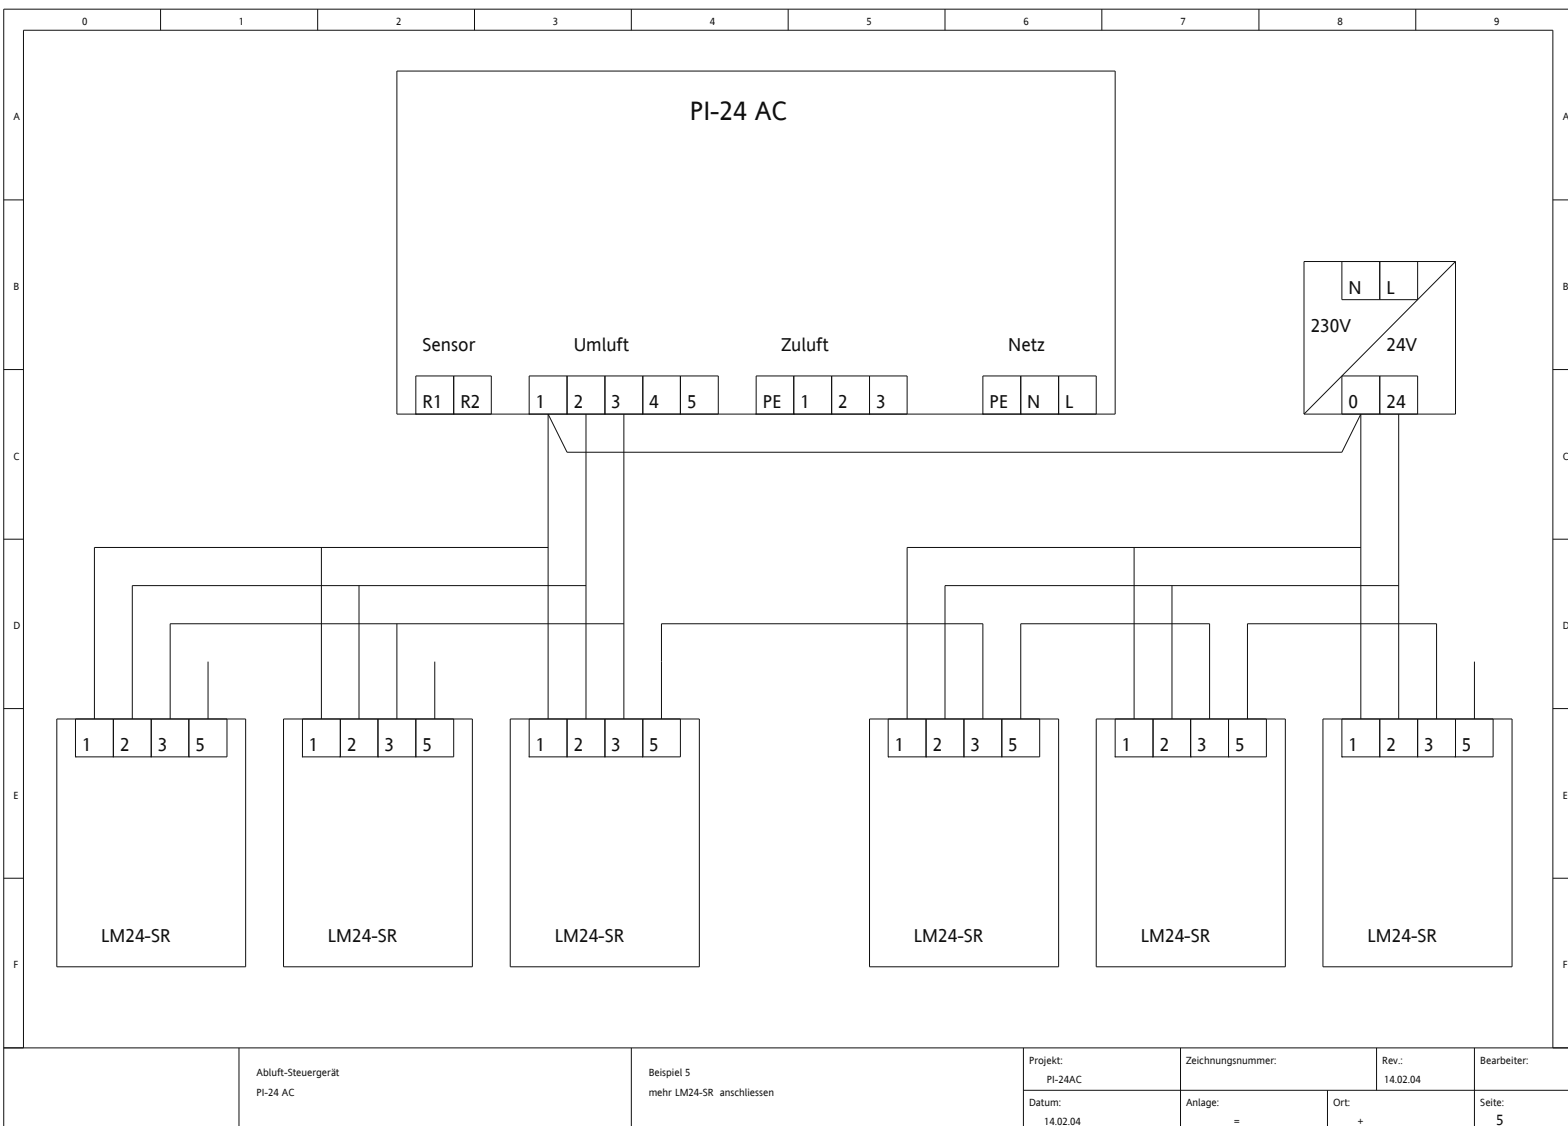 0 1 2 3 4 5 6 7 8 9
A A
PI-24 AC
B B
N L
230V
24V
Sensor Umluft Zuluft Netz
R1 R2 1 2 3 4 5 PE 1 2 3 PE N L 0 24
C C
D D
1 2 3 5 1 2 3 5 1 2 3 5 1 2 3 5 1 2 3 5 1 2 3 5
E E
LM24-SR LM24-SR LM24-SR LM24-SR LM24-SR LM24-SR
F F
Abluft-Steuergerät
PI-24 AC
Beispiel 5
mehr LM24-SR anschliessen
Projekt:
PI-24AC
Zeichnungsnummer:
Rev.:
14.02.04
Bearbeiter:
Datum:
14.02.04
Anlage:
=
Ort:
+
Seite:
5